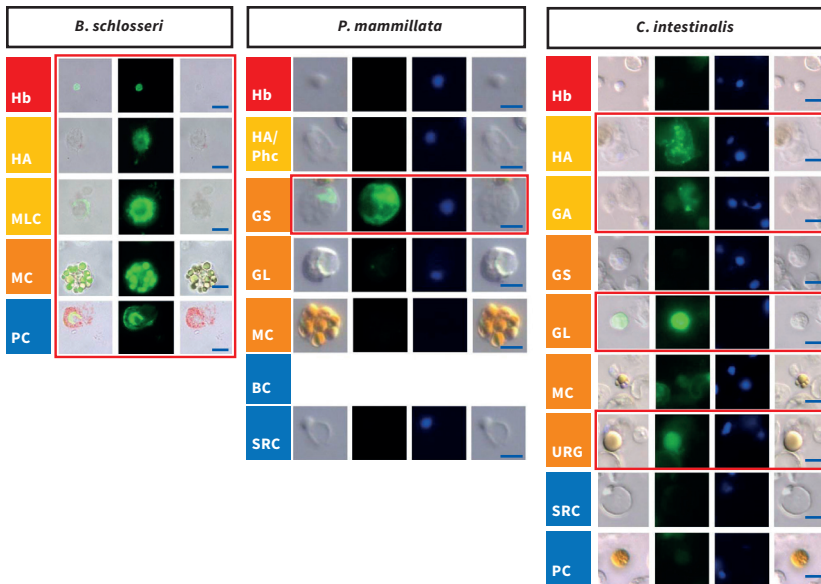 B. schlosseri
Hb
HA
MLC
MC
PC
P. mammillata
Hb
HA/
Phc
GS
GL
MC
BC
SRC
C. intestinalis
Hb
HA
GA
GS
GL
MC
URG
SRC
PC